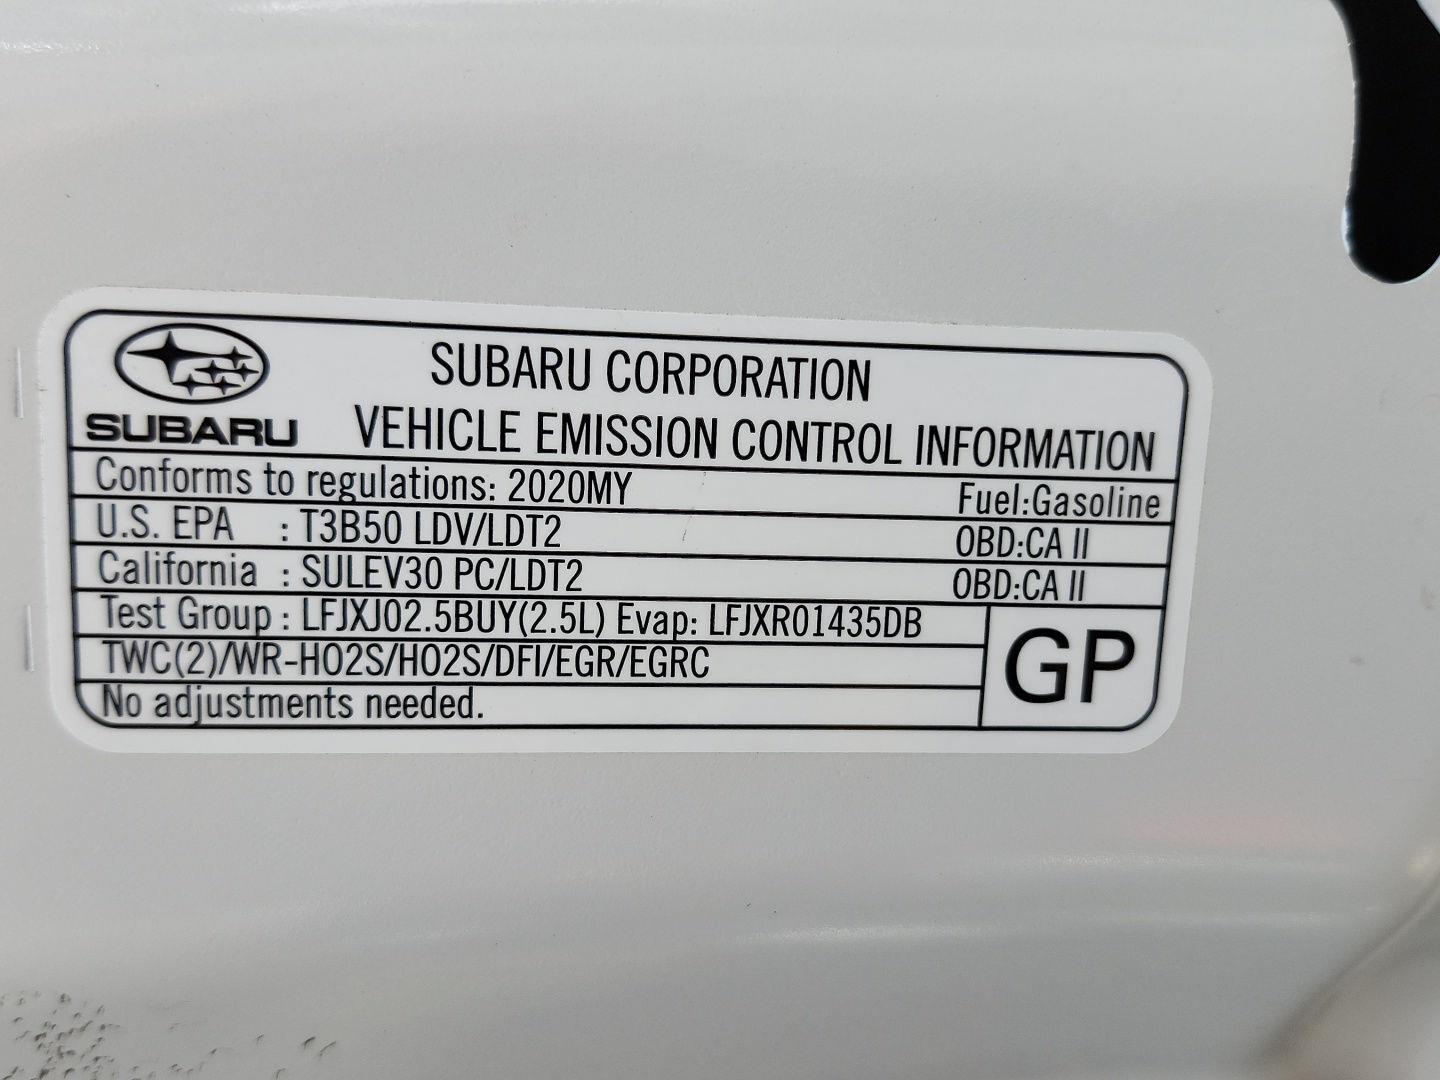 SUBARU CORPORATION
SUBARU VEHICLE EMISSION CONTROL INFORMATION
Conforms to regulations: 2020MY Fuel:Gasoline
U.S. EPA : T3B50 LDV/LDT2 OBD:CA II
California : SULEV30 PC/LDT2 OBD:CA II
Test Group : LFJXJ02.5BUY(2.5L) Evap: LFJXR01435DB
TWC(2)/WR-HO2S/HO2S/DFI/EGR/EGRC
No adjustments needed.
GP